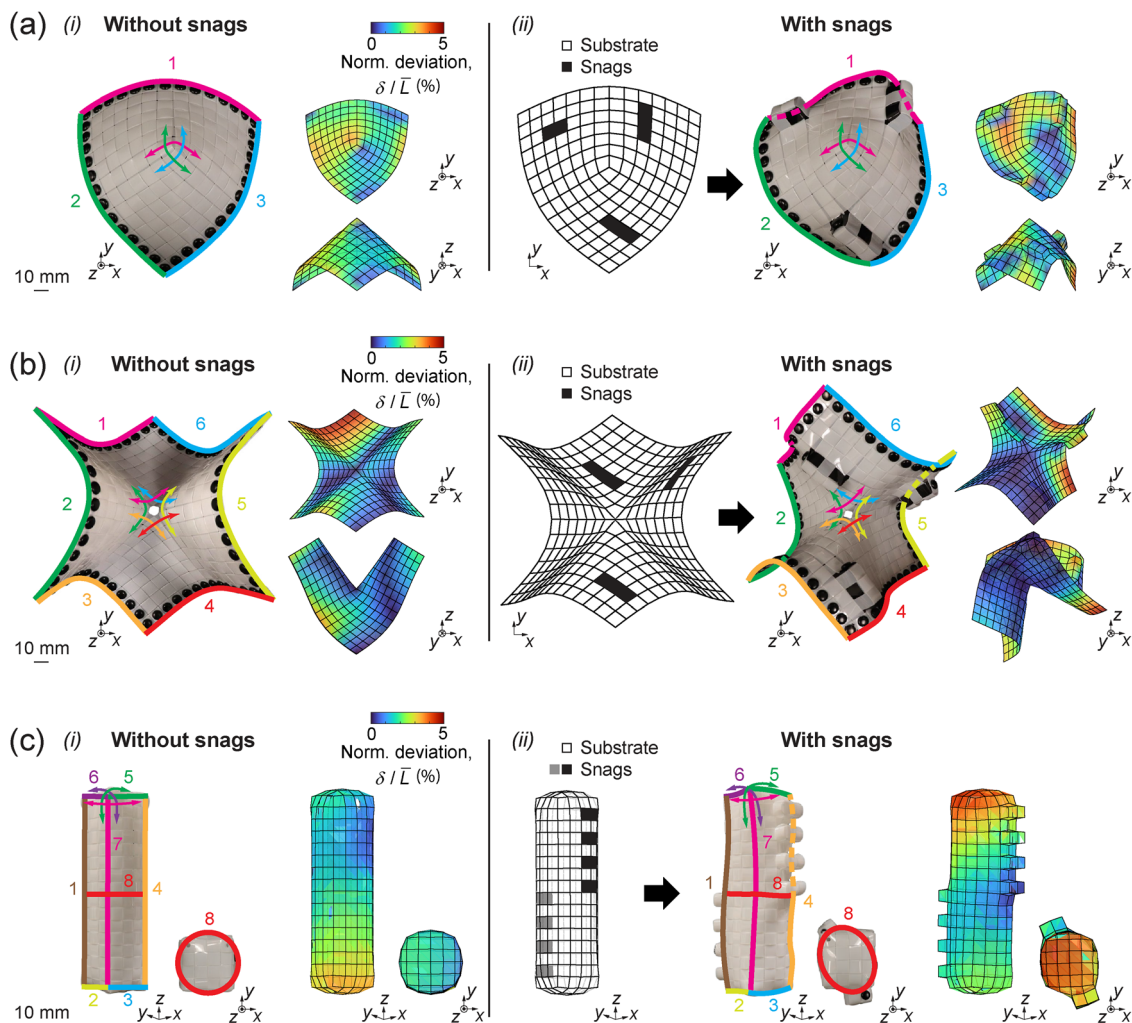 (a) (i) Without snags
0 5
Norm. deviation,
δ / L̅ (%)
1
2
3
y
z x
10 mm
y
z x
z
y x
(ii) With snags
Substrate
Snags
y
x
1
2
3
y
z x
y
z x
z
y x
(b) (i) Without snags
0 5
Norm. deviation,
δ / L̅ (%)
1
6
2
5
3
4
y
z x
10 mm
y
z x
z
y x
(ii) With snags
Substrate
Snags
y
x
1
6
2
5
3
4
y
z x
y
z x
z
y x
(c) (i) Without snags
0 5
Norm. deviation,
δ / L̅ (%)
6 5
7
1 8 4
8
2 3
10 mm
z
y x
y
z x
z
y x
y
z x
(ii) With snags
Substrate
Snags
z
y x
6 5
7
1 8 4
8
2 3
z
y x
y
z x
z
y x
y
z x